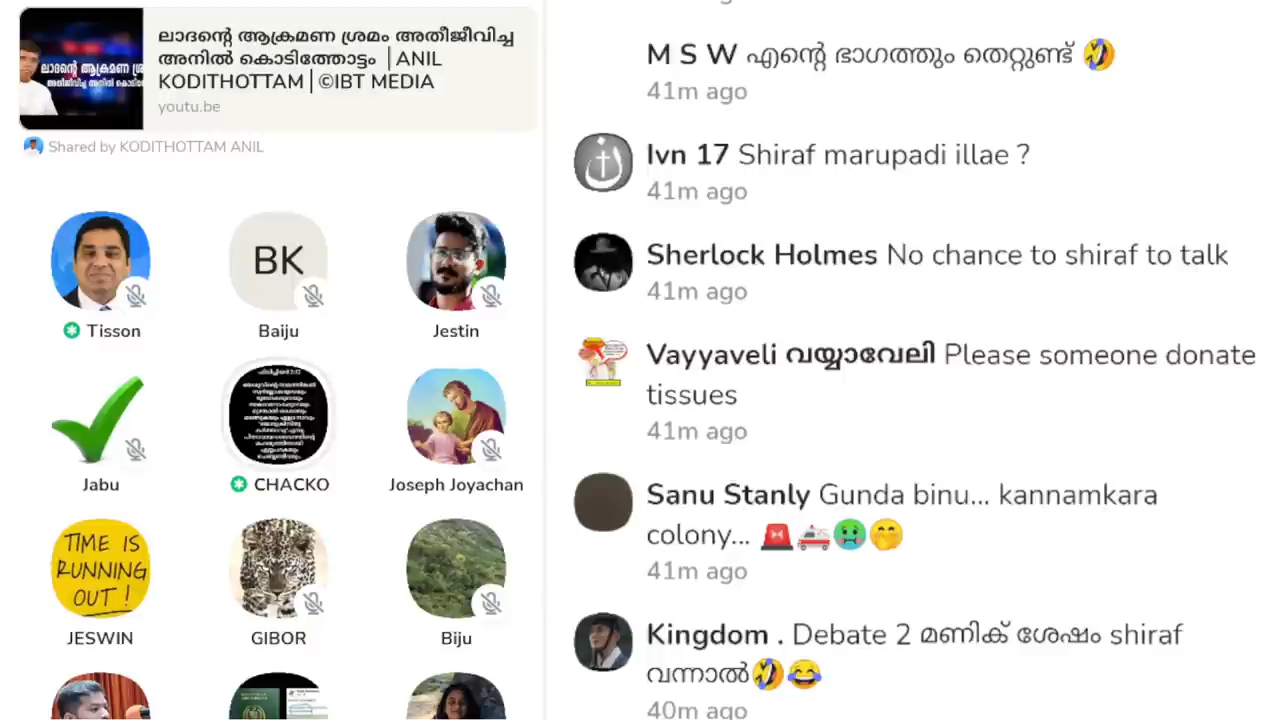 ലാദന്റെ ആക്രമണ ശ്രമം അതീജീവിച്ച
അനിൽ കൊടിത്തോട്ടം |ANIL
KODITHOTTAM|©IBT MEDIA
youtu.be
ലാദന്റെ ആക്രമണ ശ്ര
Shared by KODITHOTTAM ANIL
BK
Tisson
Baiju
Jestin
Jabu
CHACKO
Joseph Joyachan
TIME IS
RUNNING
OUT!
JESWIN
GIBOR
Biju
M S W എന്റെ ഭാഗത്തും തെറ്റുണ്ട് 🤣
41m ago
Ivn 17 Shiraf marupadi illae ?
41m ago
Sherlock Holmes No chance to shiraf to talk
41m ago
Vayyaveli വയ്യാവേലി Please someone donate
tissues
41m ago
Sanu Stanly Gunda binu... kannamkara
colony... 🚨🚑🤢🤭
41m ago
Kingdom . Debate 2 മണിക് ശേഷം shiraf
വന്നാൽ🤣😂
40m ago